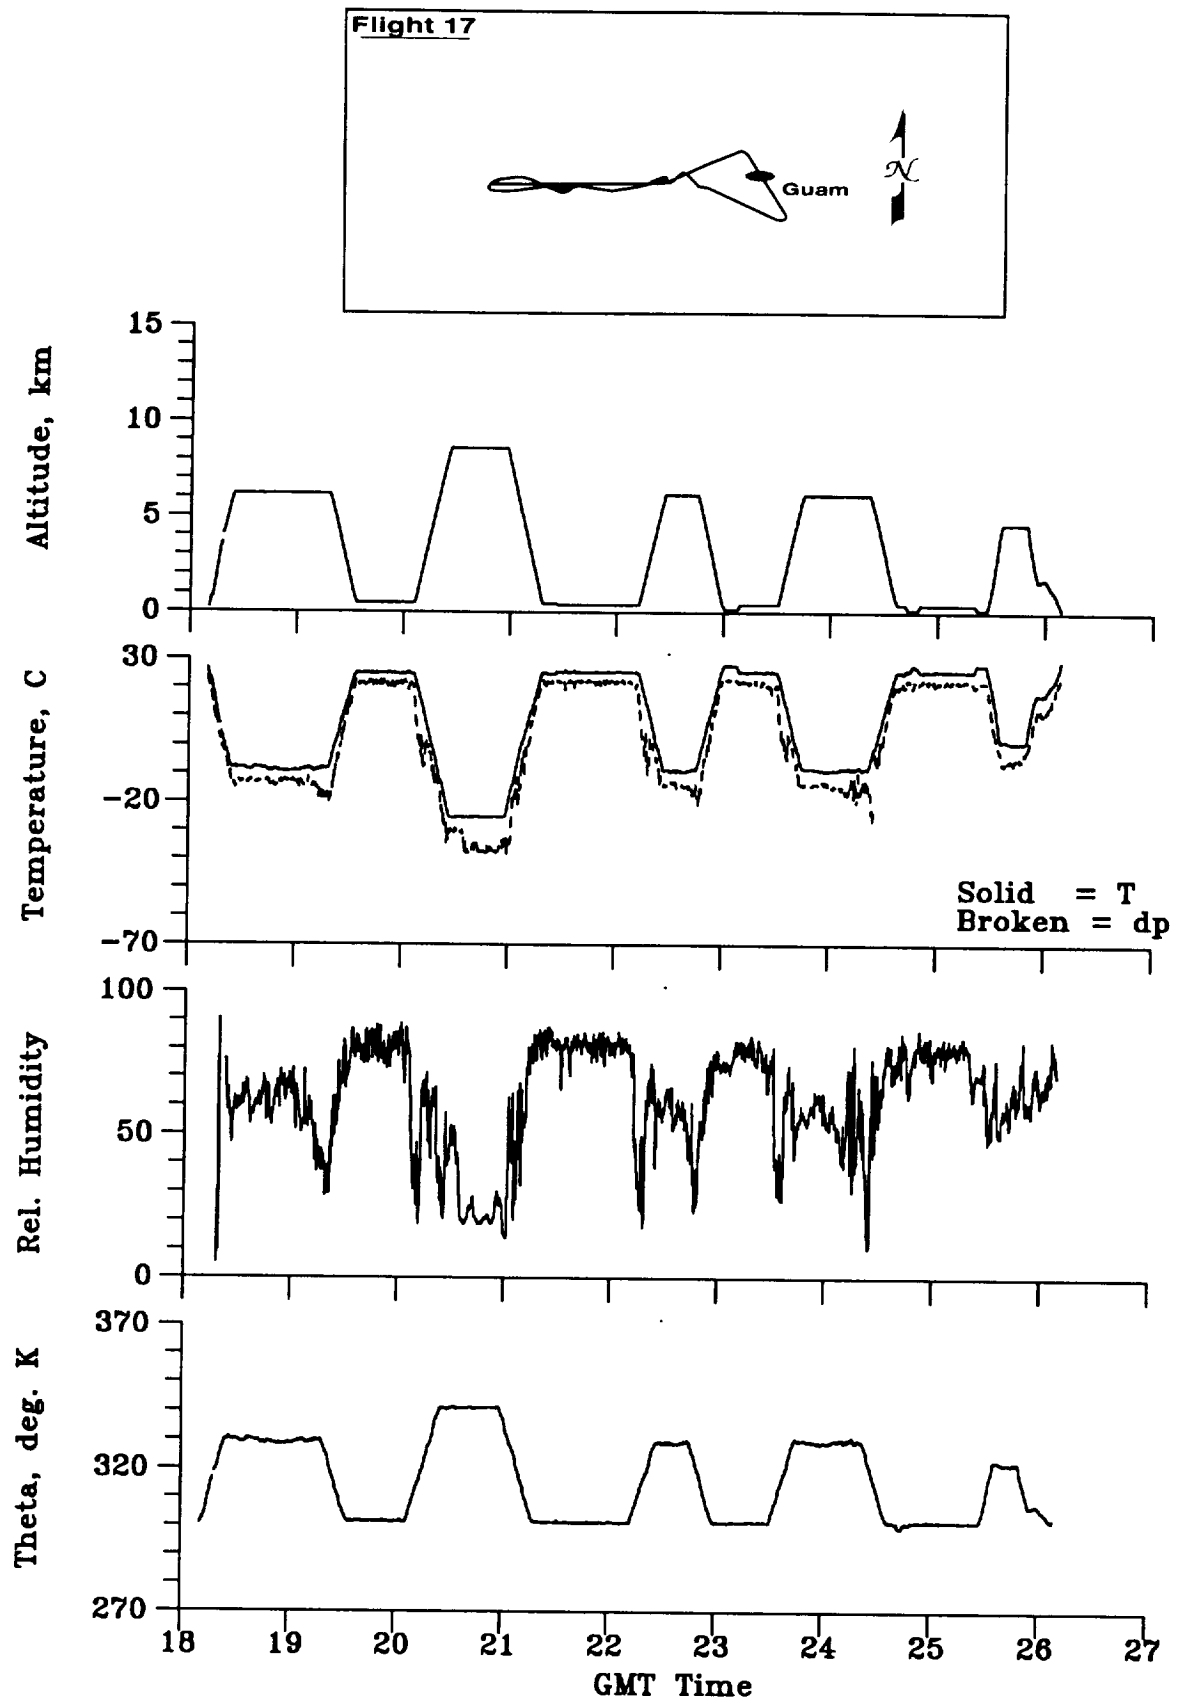 Flight 17
N
Guam
15
10
5
0
Altitude, km
30
-20
-70
Temperature, C
Solid = T
Broken = dp
100
50
0
Rel. Humidity
370
320
270
Theta, deg. K
18 19 20 21 22 23 24 25 26 27
GMT Time